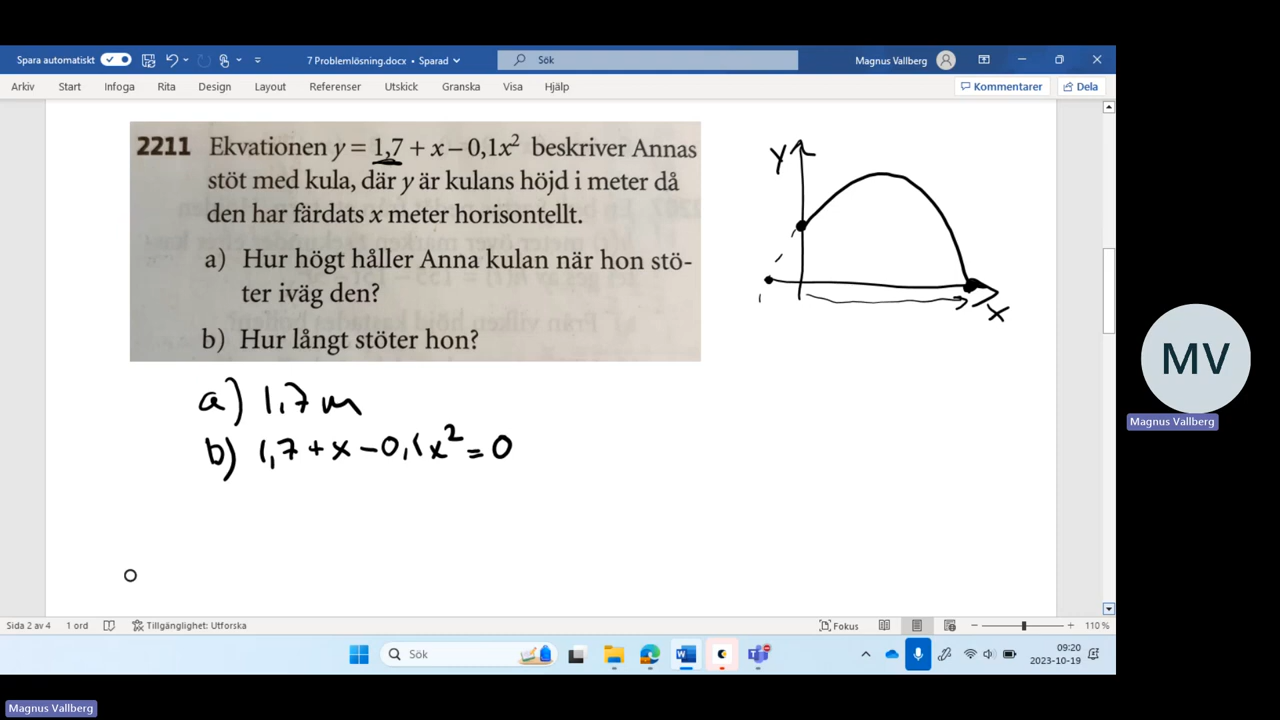 Spara automatiskt
7 Problemlösning.docx • Sparad
Sök
Magnus Vallberg
Arkiv Start Infoga Rita Design Layout Referenser Utskick Granska Visa Hjälp
Kommentarer Dela
2211 Ekvationen y = 1,7 + x − 0,1x² beskriver Annas
stöt med kula, där y är kulans höjd i meter då
den har färdats x meter horisontellt.
a) Hur högt håller Anna kulan när hon stö-
ter iväg den?
b) Hur långt stöter hon?
y
x
a) 1,7 m
b) 1,7 + x − 0,1x² = 0
MV
Magnus Vallberg
Sida 2 av 4 1 ord Tillgänglighet: Utforska
Fokus
110 %
Sök
09:20
2023-10-19
Magnus Vallberg